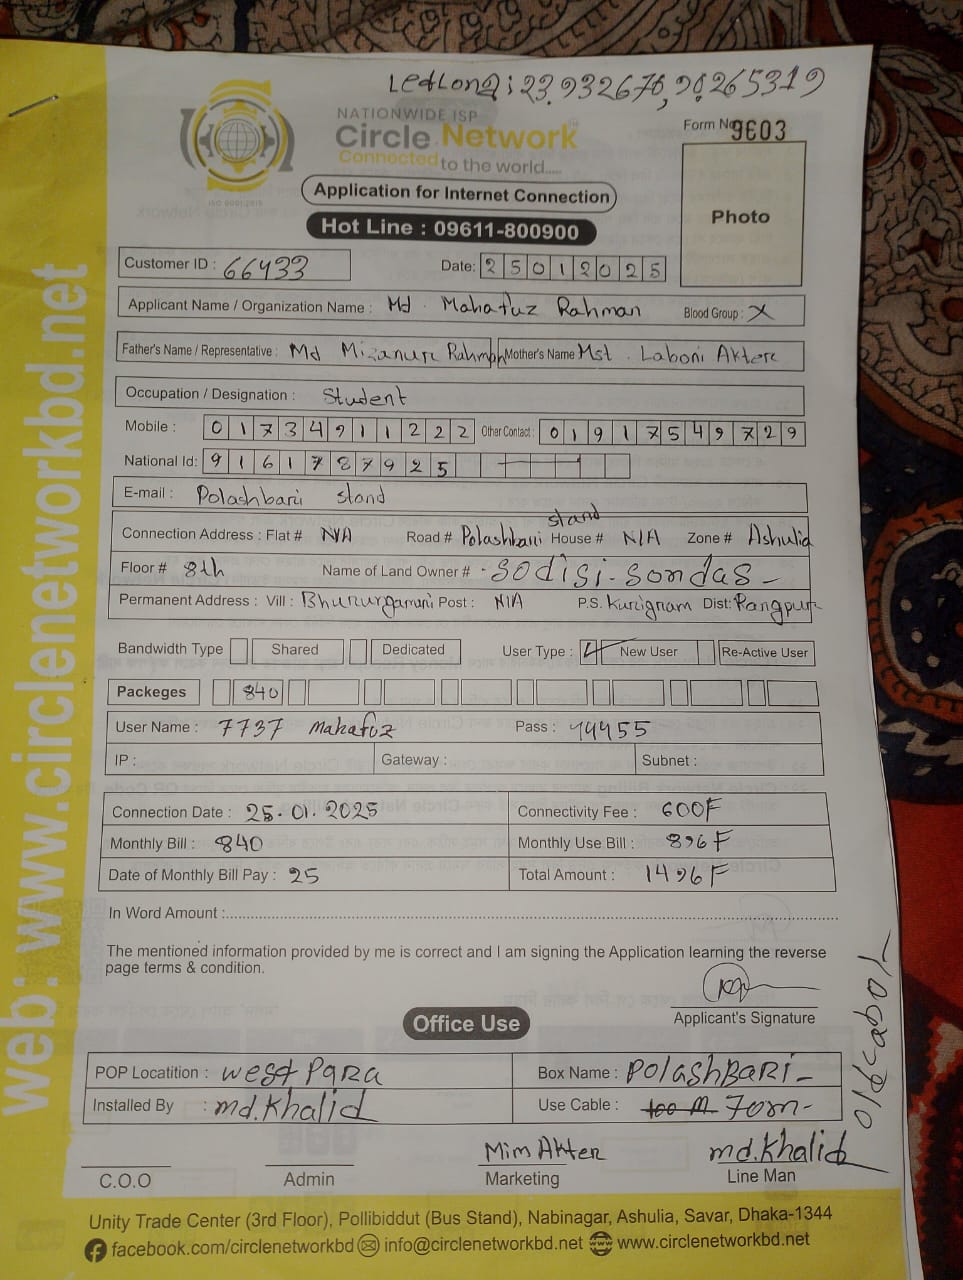 Letlong: 23.932676, 90.265319
NATIONWIDE ISP
Circle Network
Connected to the world.....
ISO 9001:2015
Form No 9603
Application for Internet Connection
Photo
Hot Line : 09611-800900
Customer ID : 66433
Date: 25012025
Applicant Name / Organization Name : Md. Mahafuz Rahman Blood Group : X
Father's Name / Representative : Md Mizanur Rahman Mother's Name Mst. Laboni Akter
Occupation / Designation : Student
Mobile : 01734911222 Other Contact : 01917549729
National Id: 9161787925
E-mail : Polashbari stand
Connection Address : Flat # N/A Road # Polashbari stand House # N/A Zone # Ashulia
Floor # 8th Name of Land Owner # - sodisi-sondas -
Permanent Address : Vill : Bhururgamari Post : N/A P.S. Kurigram Dist: Rangpur
Bandwidth Type Shared Dedicated User Type : New User Re-Active User
Packeges 840
User Name : 7737 mahafuz Pass : 44455
IP : Gateway : Subnet :
Connection Date : 25.01.2025 Connectivity Fee : 600F
Monthly Bill : 840 Monthly Use Bill : 896F
Date of Monthly Bill Pay : 25 Total Amount : 1496F
In Word Amount :
The mentioned information provided by me is correct and I am signing the Application learning the reverse
page terms & condition.
Applicant's Signature
Office Use
POP Locatition : west para Box Name : POLASHBARI-
Installed By : md.Khalid Use Cable : 100 m 70m-
Mim Akter md.Khalid
C.O.O Admin Marketing Line Man
Unity Trade Center (3rd Floor), Pollibiddut (Bus Stand), Nabinagar, Ashulia, Savar, Dhaka-1344
facebook.com/circlenetworkbd info@circlenetworkbd.net www.circlenetworkbd.net
web: www.circlenetworkbd.net